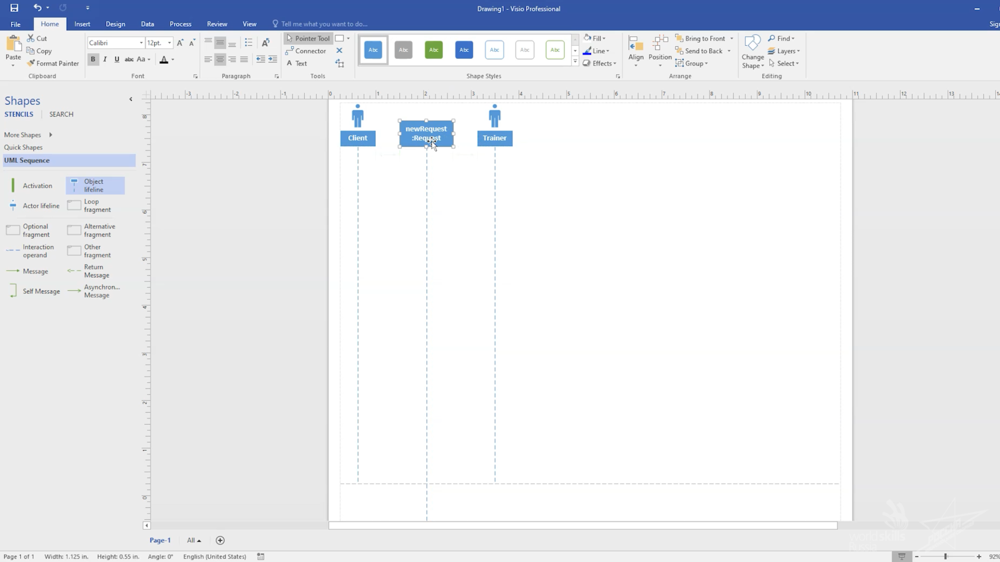 Drawing1 - Visio Professional
File
Home
Insert
Design
Data
Process
Review
View
Tell me what you want to do...
Sig
Paste
Cut
Copy
Format Painter
Clipboard
Calibri
12pt.
B I U abc Aa A
Font
Paragraph
Pointer Tool
Connector
A Text
Tools
Abc Abc Abc Abc Abc Abc Abc
Shape Styles
Fill
Line
Effects
Align
Position
Bring to Front
Send to Back
Group
Arrange
Change
Shape
Find
Layers
Select
Editing
Shapes
STENCILS
SEARCH
More Shapes
Quick Shapes
UML Sequence
Activation
Object
lifeline
Actor lifeline
Loop
fragment
Optional
fragment
Alternative
fragment
Interaction
operand
Other
fragment
Message
Return
Message
Self Message
Asynchron...
Message
-3 -2 -1 0 1 2 3 4 5 6 7 8 9 10 11 12 13 14
8
7
6
5
4
3
2
1
0
Client
newRequest
:Request
Trainer
worldskills
Russia
Page-1
All
Page 1 of 1
Width: 1.125 in.
Height: 0.55 in.
Angle: 0°
English (United States)
92%